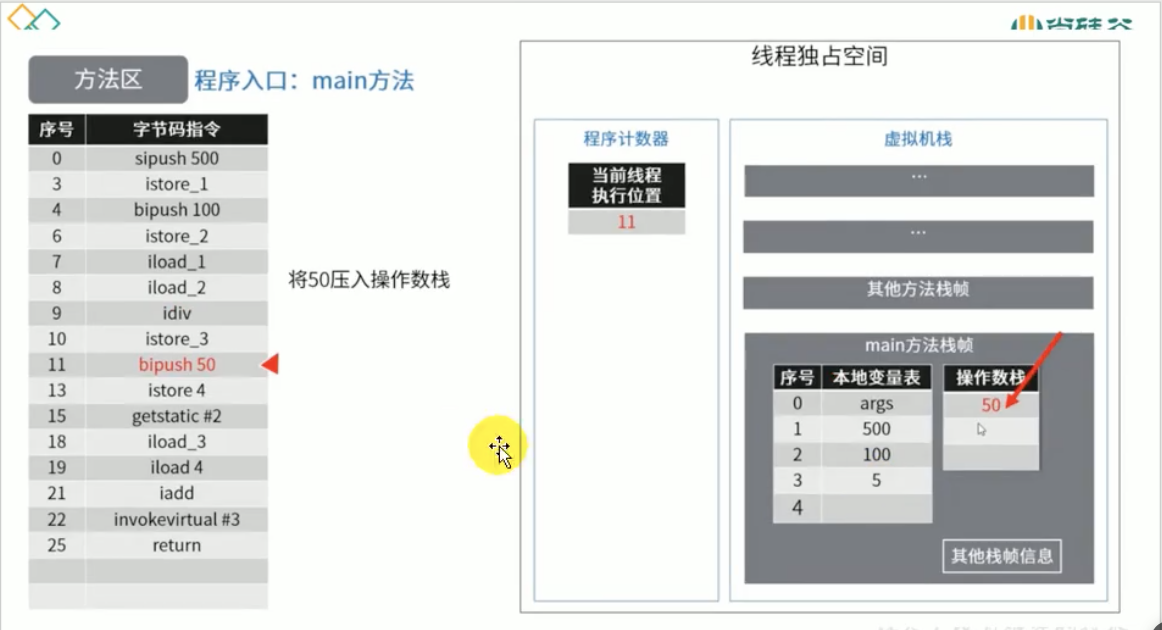 尚硅谷
方法区 程序入口：main方法
序号 字节码指令
0 sipush 500
3 istore_1
4 bipush 100
6 istore_2
7 iload_1
8 iload_2
9 idiv
10 istore_3
11 bipush 50
13 istore 4
15 getstatic #2
18 iload_3
19 iload 4
21 iadd
22 invokevirtual #3
25 return
将50压入操作数栈
线程独占空间
程序计数器
当前线程
执行位置
11
虚拟机栈
...
...
其他方法栈帧
main方法栈帧
序号 本地变量表
0 args
1 500
2 100
3 5
4
操作数栈
50
其他栈帧信息